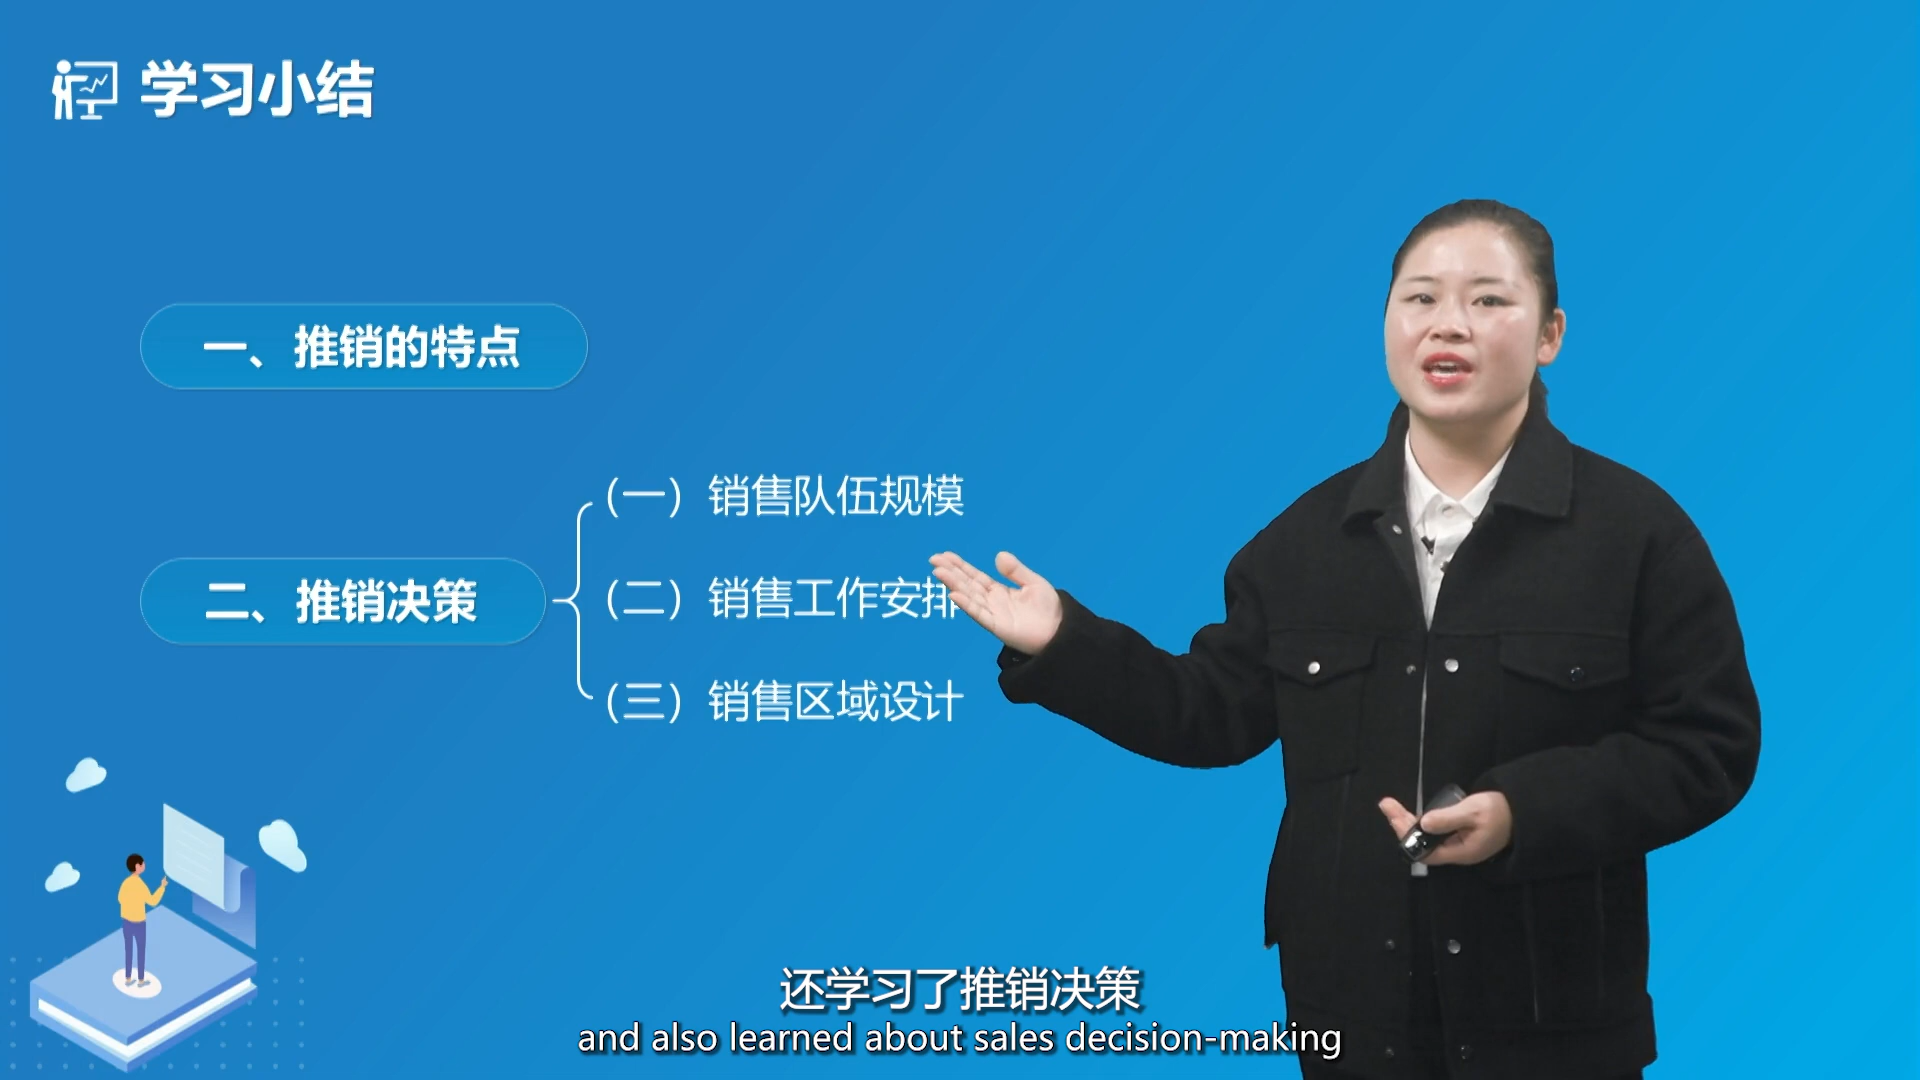 学习小结
一、推销的特点
二、推销决策
（一）销售队伍规模
（二）销售工作安排
（三）销售区域设计
还学习了推销决策
and also learned about sales decision-making